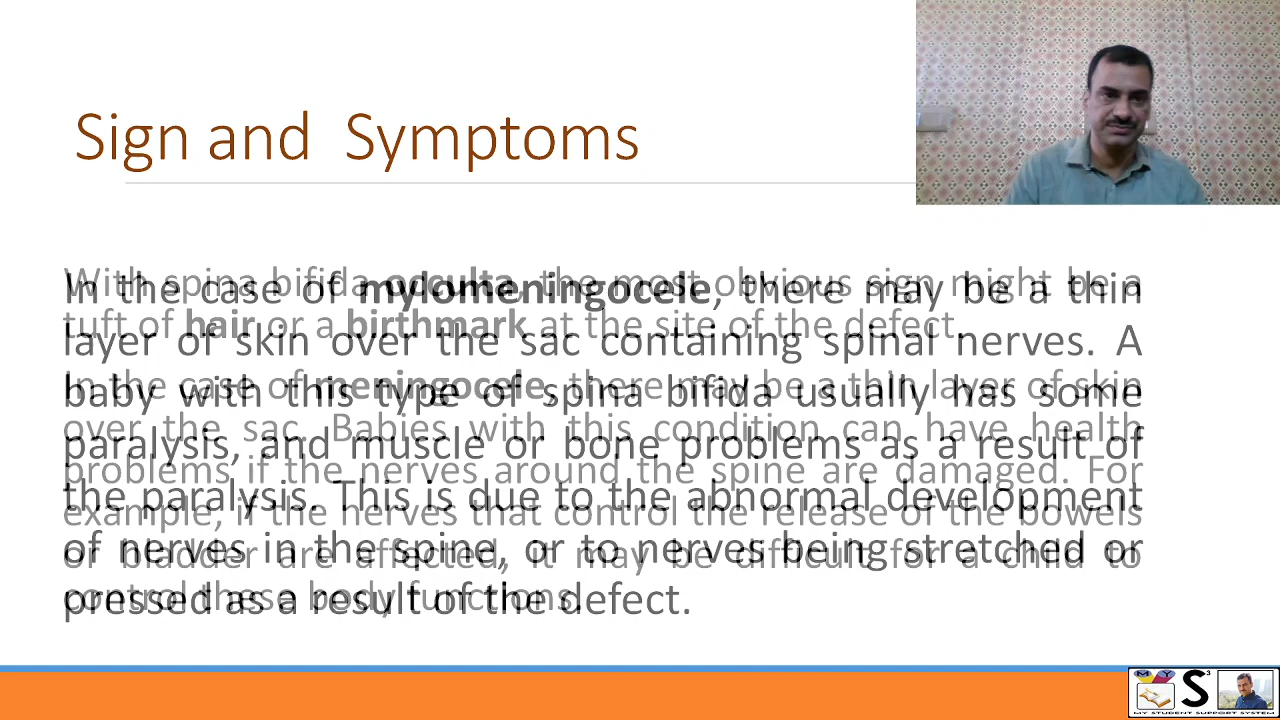 Sign and Symptoms
With spina bifida occulta, the most obvious sign might be a
tuft of hair or a birthmark at the site of the defect.
In the case of meningocele, there may be a thin layer of skin
over the sac. Babies with this condition can have health
problems if the nerves around the spine are damaged. For
example, if the nerves that control the release of the bowels
or bladder are affected, it may be difficult for a child to
control these body functions.
In the case of mylomeningocele, there may be a thin
layer of skin over the sac containing spinal nerves. A
baby with this type of spina bifida usually has some
paralysis, and muscle or bone problems as a result of
the paralysis. This is due to the abnormal development
of nerves in the spine, or to nerves being stretched or
pressed as a result of the defect.
M Y
S3
MY STUDENT SUPPORT SYSTEM